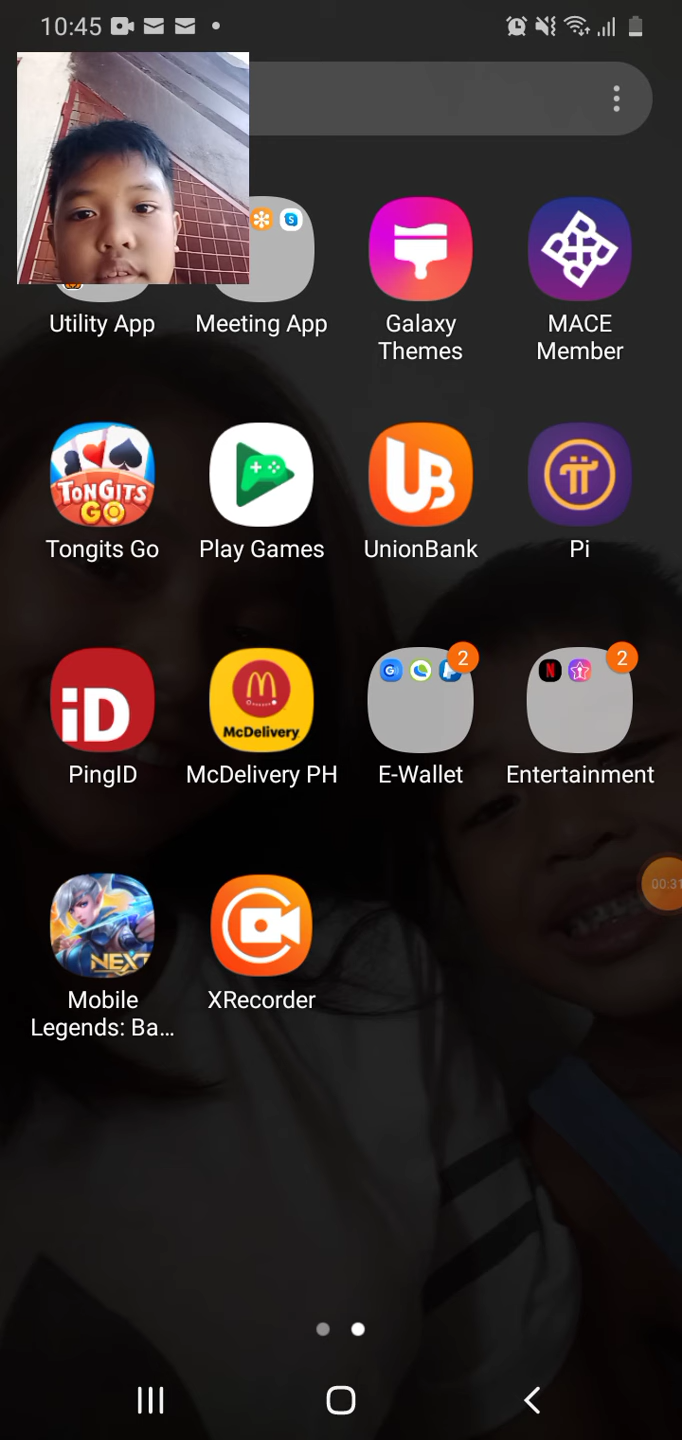 10:45
Utility App
Meeting App
Galaxy
Themes
MACE
Member
TONGITS
GO
Tongits Go
Play Games
UB
UnionBank
Pi
iD
PingID
McDelivery
McDelivery PH
2
E-Wallet
2
Entertainment
00:31
NEXT
Mobile
Legends: Ba...
XRecorder